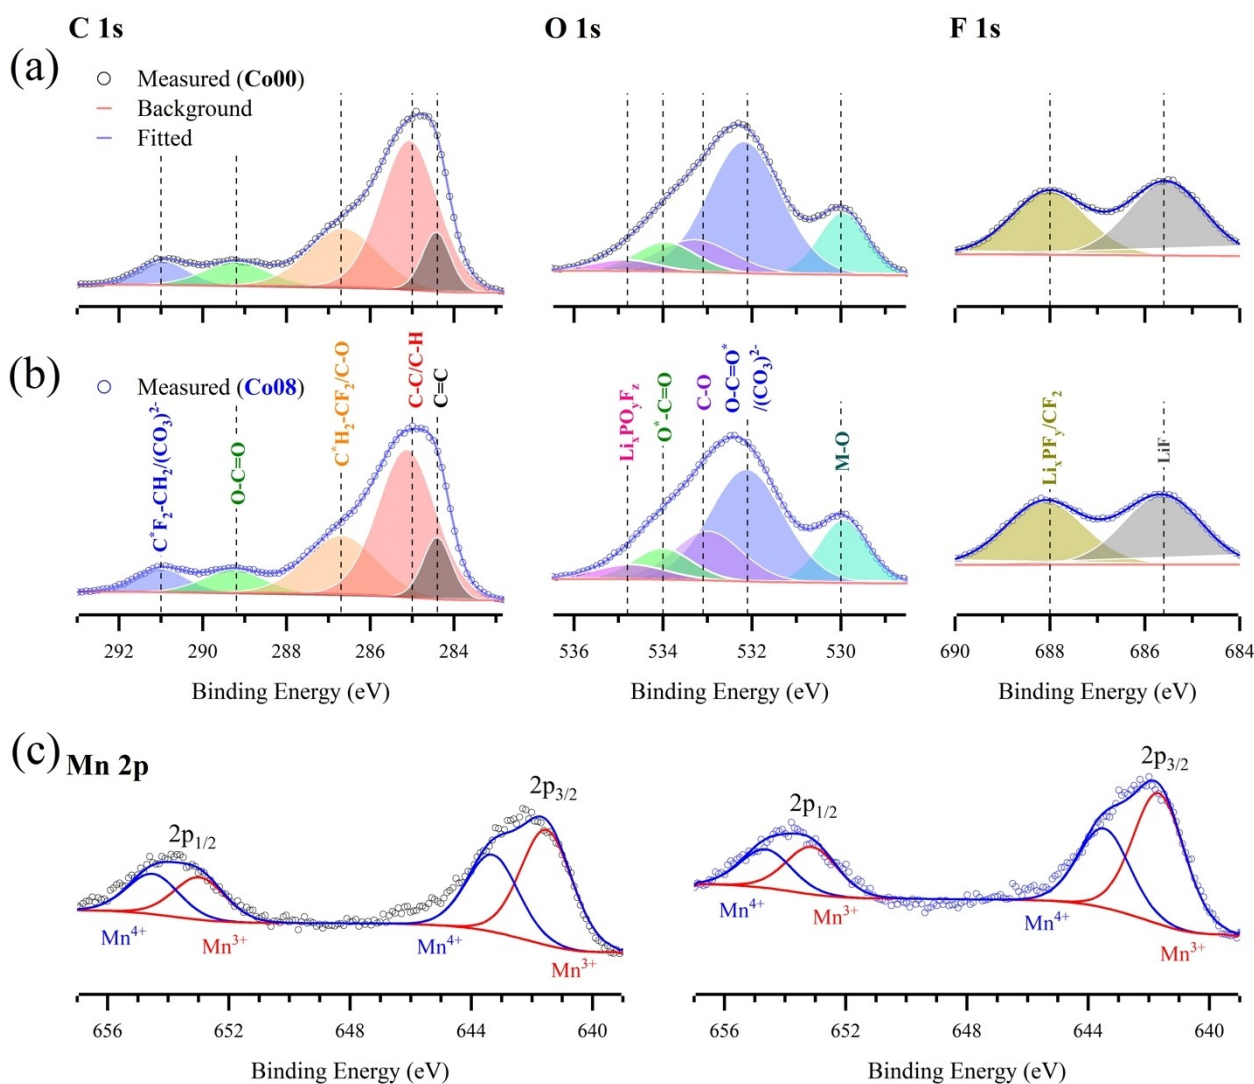 C 1s
O 1s
F 1s
(a)
Measured (Co00)
Background
Fitted
(b)
Measured (Co08)
C*F₂-CH₂/(CO₃)²⁻
O-C=O
C*H₂-CF₂/C-O
C-C/C-H
C=C
LiₓPOᵧF_z
O*-C=O
C-O
O-C=O*
/(CO₃)²⁻
M-O
LiₓPFᵧ/CF₂
LiF
292 290 288 286 284
536 534 532 530
690 688 686 684
Binding Energy (eV)
Binding Energy (eV)
Binding Energy (eV)
(c)
Mn 2p
2p₁/₂
2p₃/₂
Mn⁴⁺
Mn³⁺
Mn⁴⁺
Mn³⁺
656 652 648 644 640
Binding Energy (eV)
2p₁/₂
2p₃/₂
Mn⁴⁺
Mn³⁺
Mn⁴⁺
Mn³⁺
656 652 648 644 640
Binding Energy (eV)